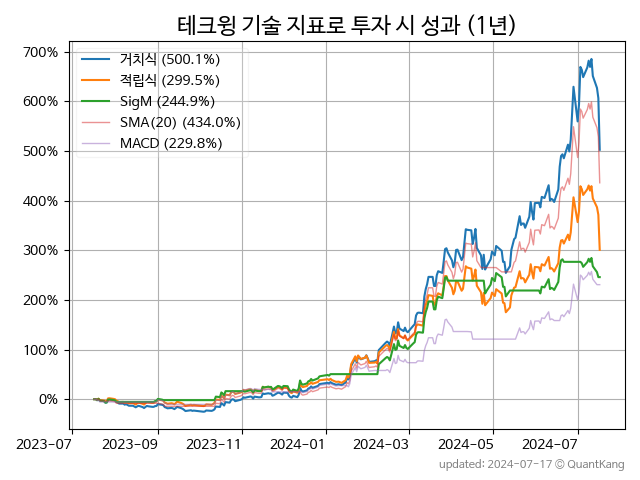 테크윙 기술 지표로 투자 시 성과 (1년)
700%
600%
500%
400%
300%
200%
100%
0%
거치식 (500.1%)
적립식 (299.5%)
SigM (244.9%)
SMA(20) (434.0%)
MACD (229.8%)
2023-07
2023-09
2023-11
2024-01
2024-03
2024-05
2024-07
updated: 2024-07-17 © QuantKang